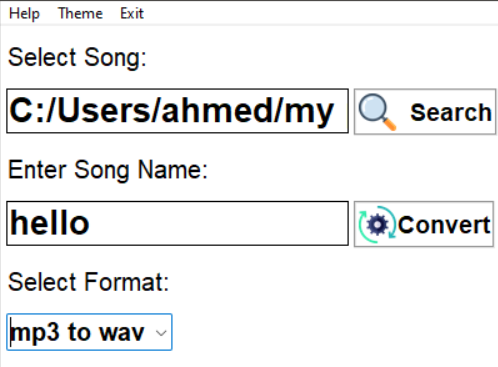 Help Theme Exit
Select Song:
C:/Users/ahmed/my Search
Enter Song Name:
hello Convert
Select Format:
mp3 to wav